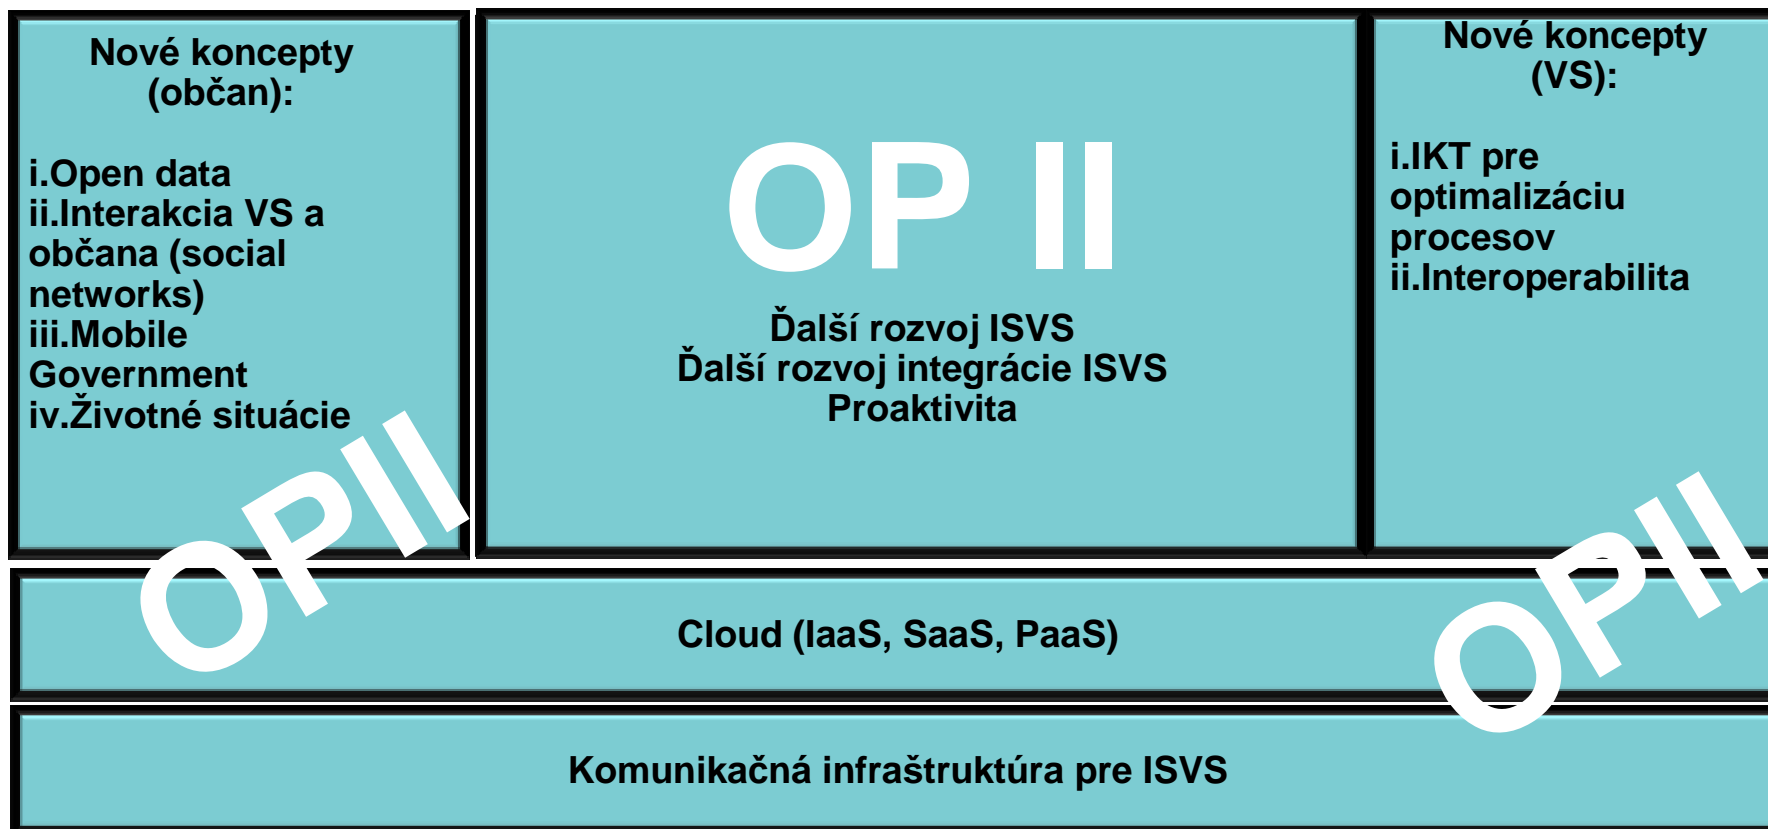 Nové koncepty
(občan):
i.Open data
ii.Interakcia VS a
občana (social
networks)
iii.Mobile
Government
iv.Životné situácie
OPII
OP II
Ďalší rozvoj ISVS
Ďalší rozvoj integrácie ISVS
Proaktivita
Nové koncepty
(VS):
i.IKT pre
optimalizáciu
procesov
ii.Interoperabilita
OPII
Cloud (IaaS, SaaS, PaaS)
Komunikačná infraštruktúra pre ISVS